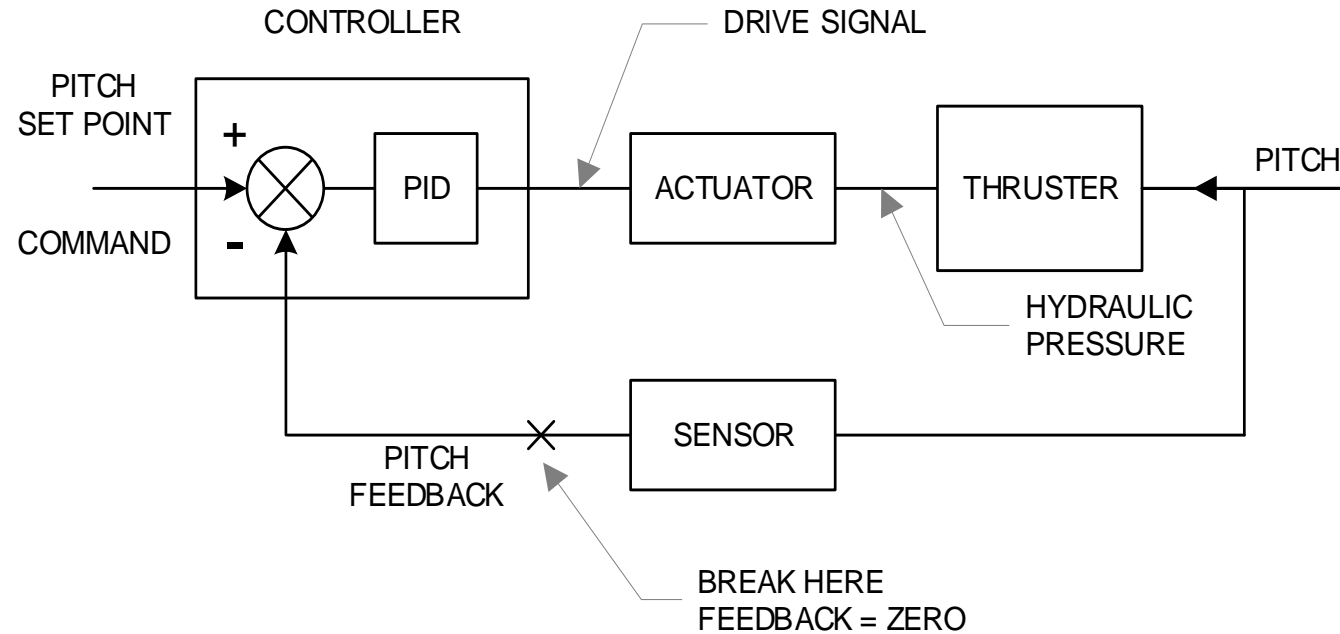 CONTROLLER
DRIVE SIGNAL
PITCH
SET POINT
+
PID
ACTUATOR
THRUSTER
PITCH
COMMAND
-
HYDRAULIC
PRESSURE
SENSOR
PITCH
FEEDBACK
BREAK HERE
FEEDBACK = ZERO